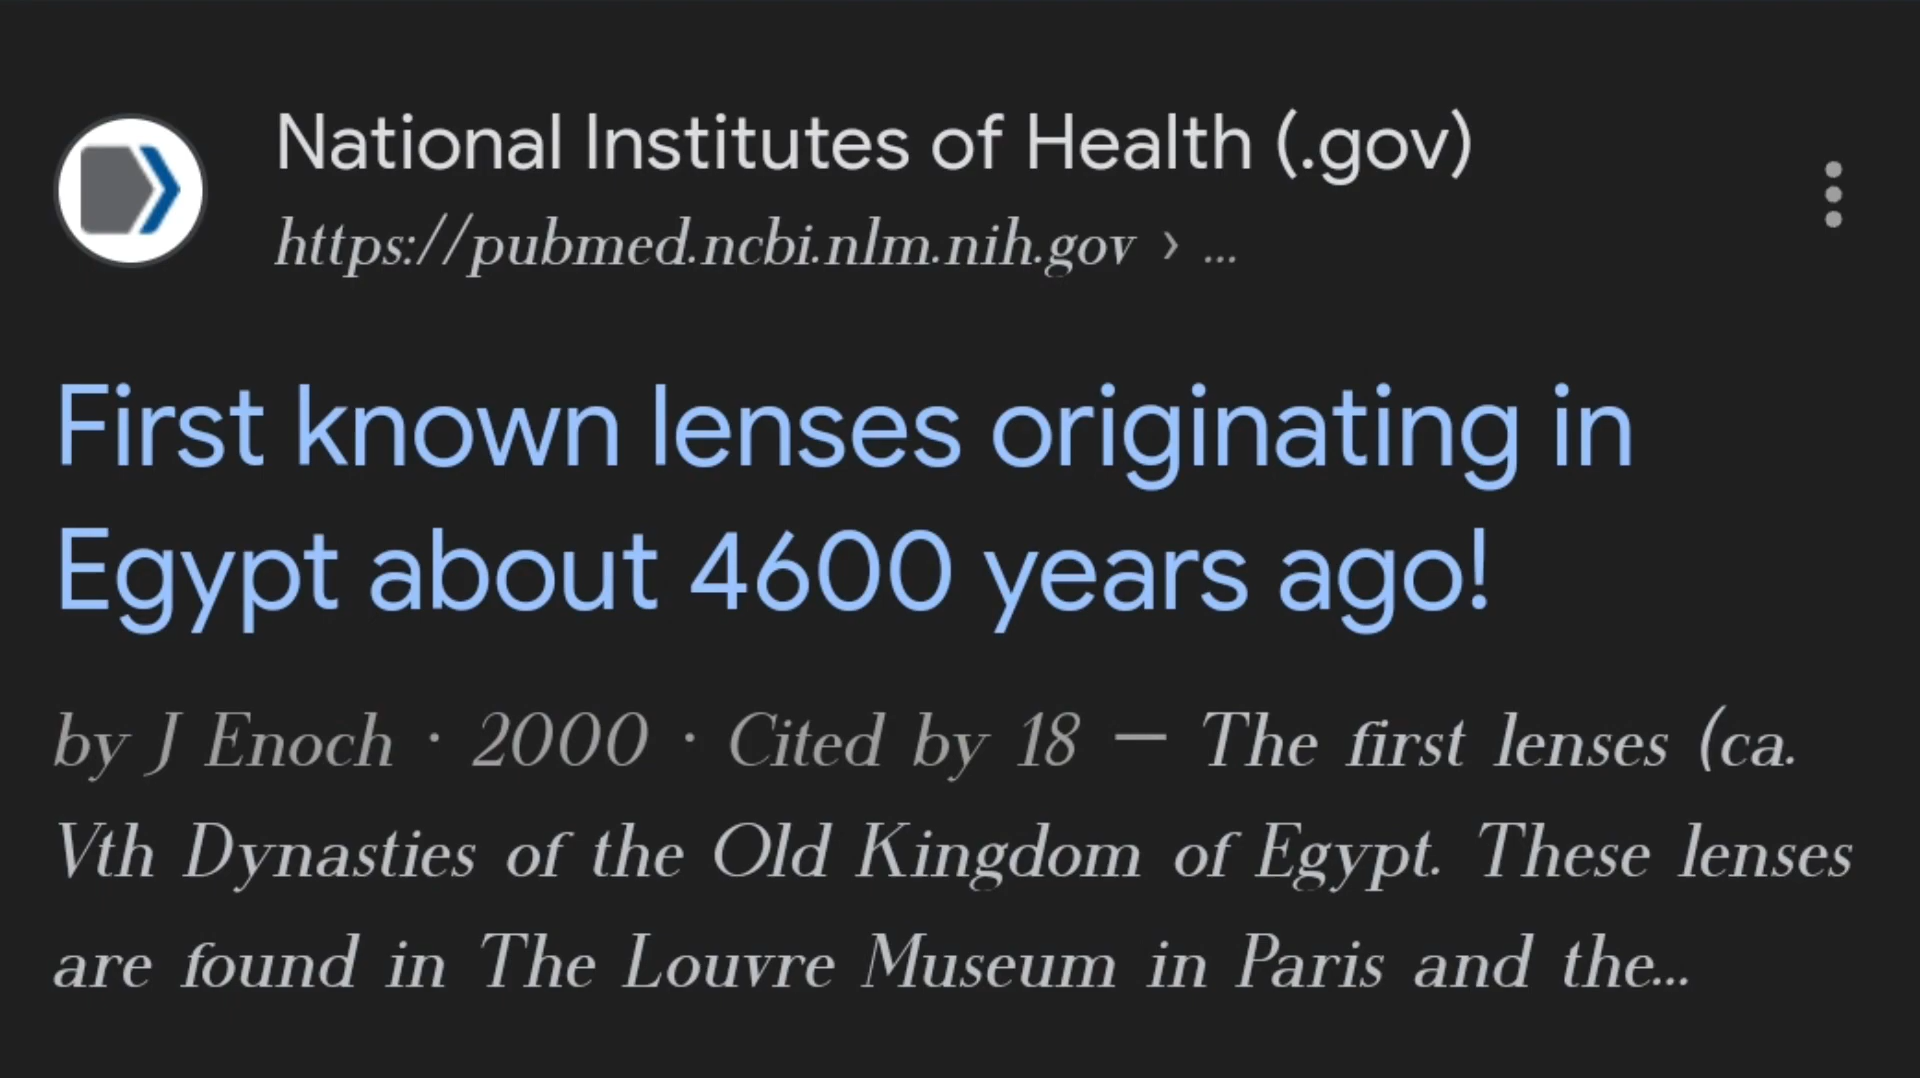 National Institutes of Health (.gov)
https://pubmed.ncbi.nlm.nih.gov › ...
First known lenses originating in
Egypt about 4600 years ago!
by J Enoch · 2000 · Cited by 18 — The first lenses (ca.
Vth Dynasties of the Old Kingdom of Egypt. These lenses
are found in The Louvre Museum in Paris and the...